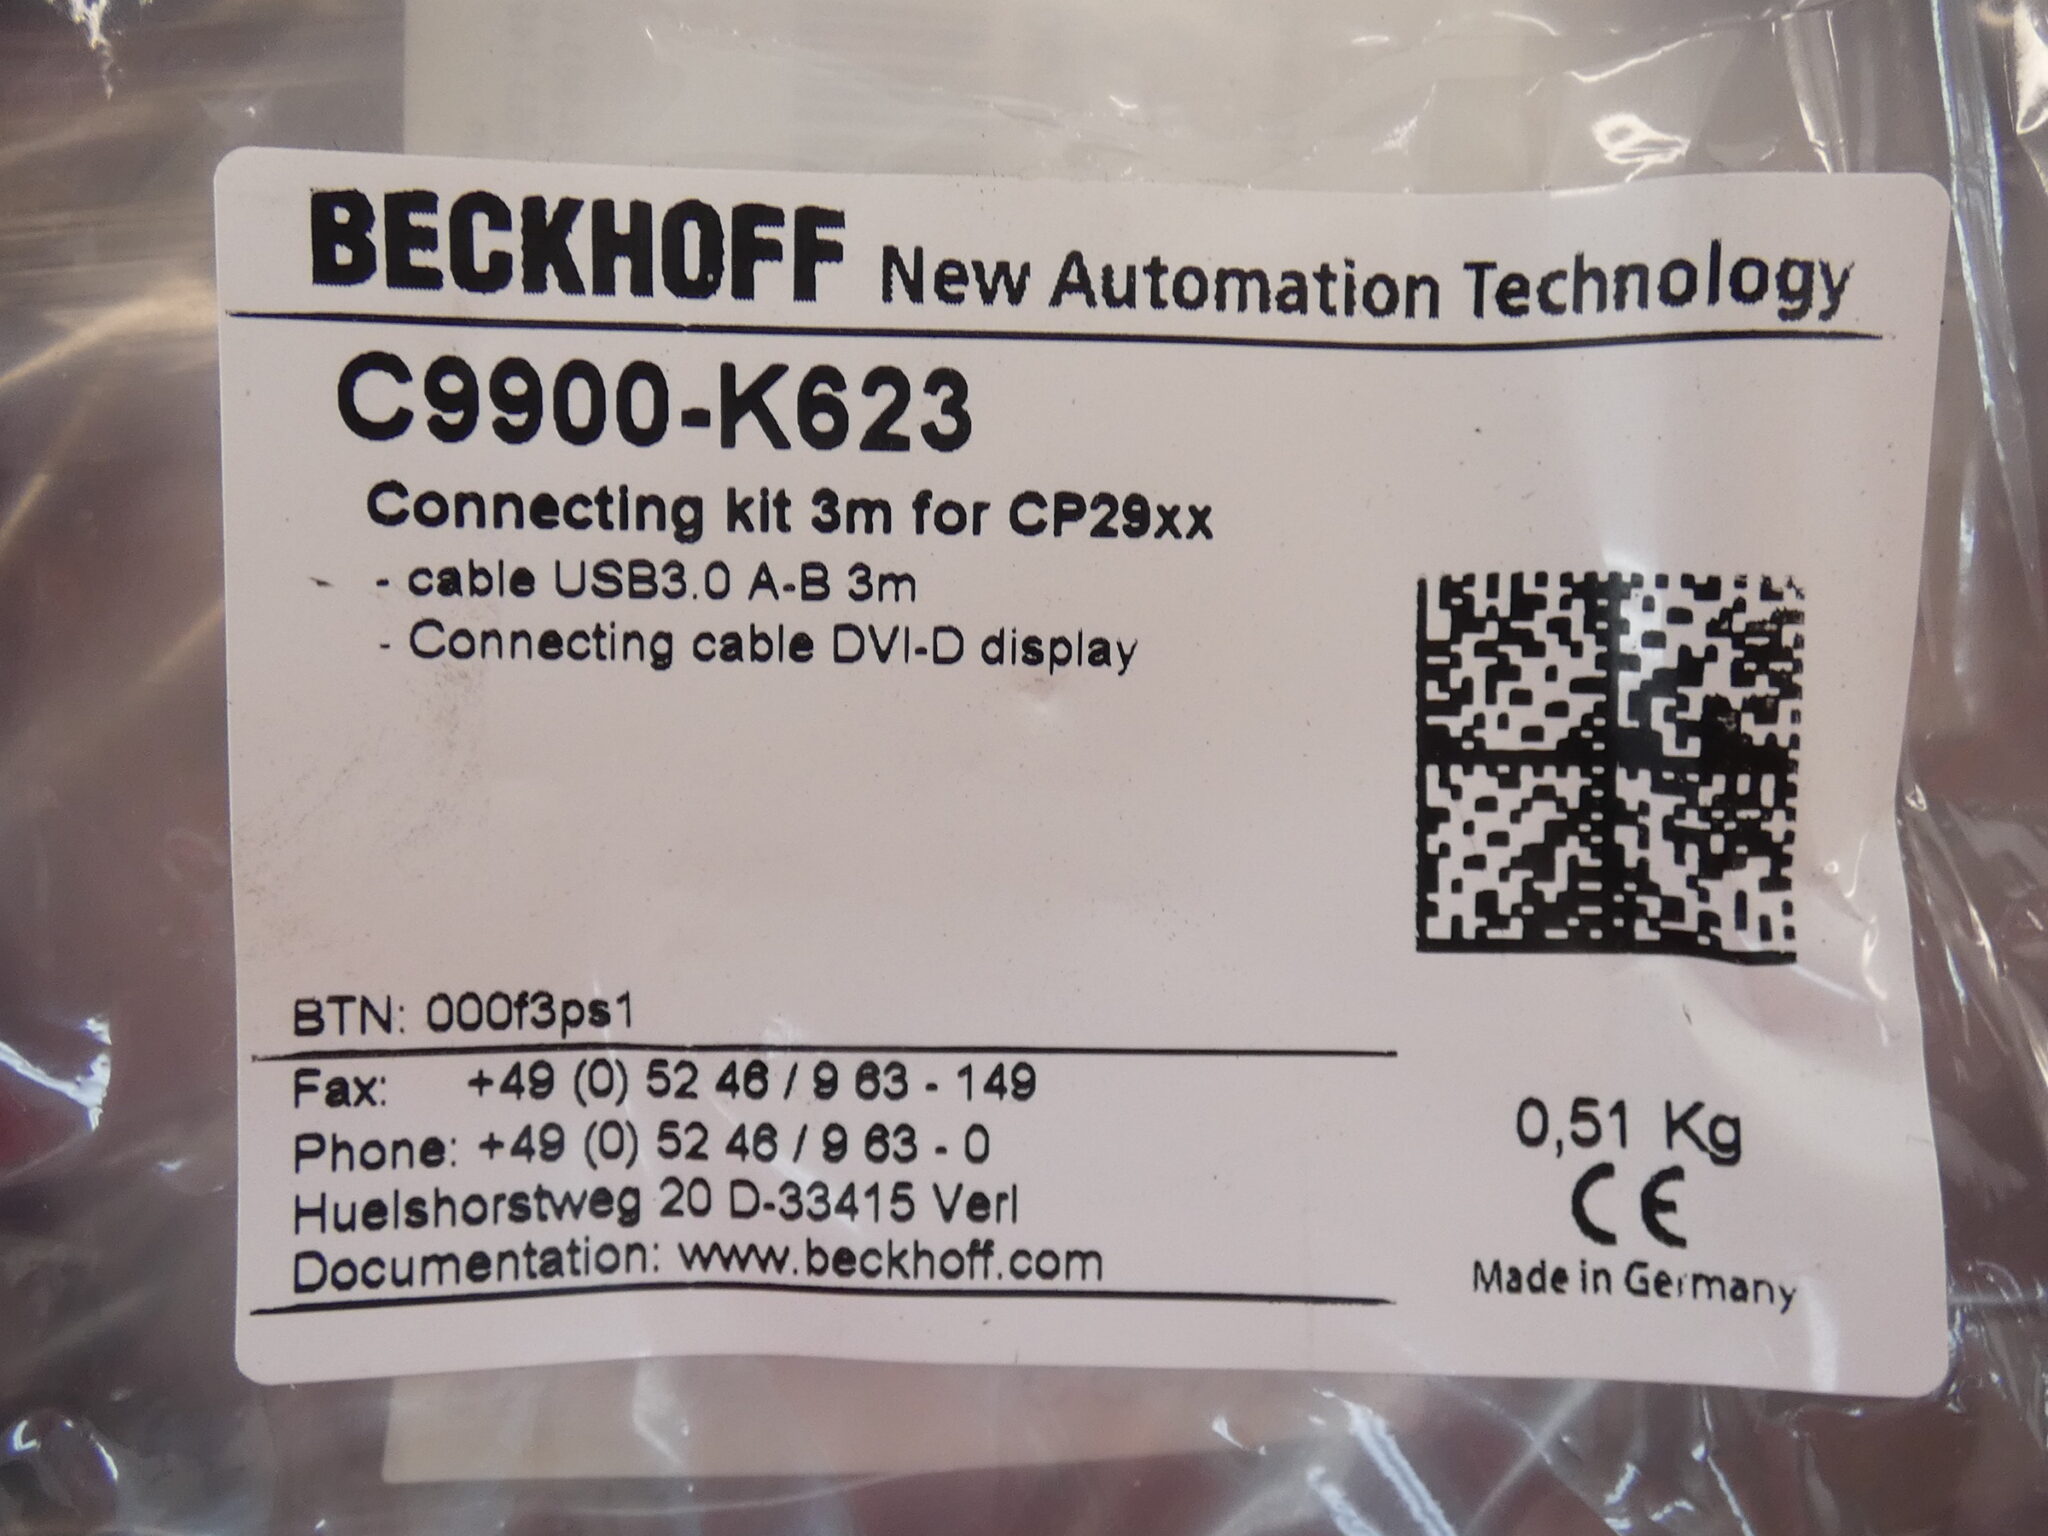 BECKHOFF New Automation Technology
C9900-K623
Connecting kit 3m for CP29xx
- cable USB3.0 A-B 3m
- Connecting cable DVI-D display
BTN: 000f3ps1
Fax: +49 (0) 52 46 / 9 63 - 149
Phone: +49 (0) 52 46 / 9 63 - 0
Huelshorstweg 20 D-33415 Verl
Documentation: www.beckhoff.com
0,51 Kg
CE
Made in Germany